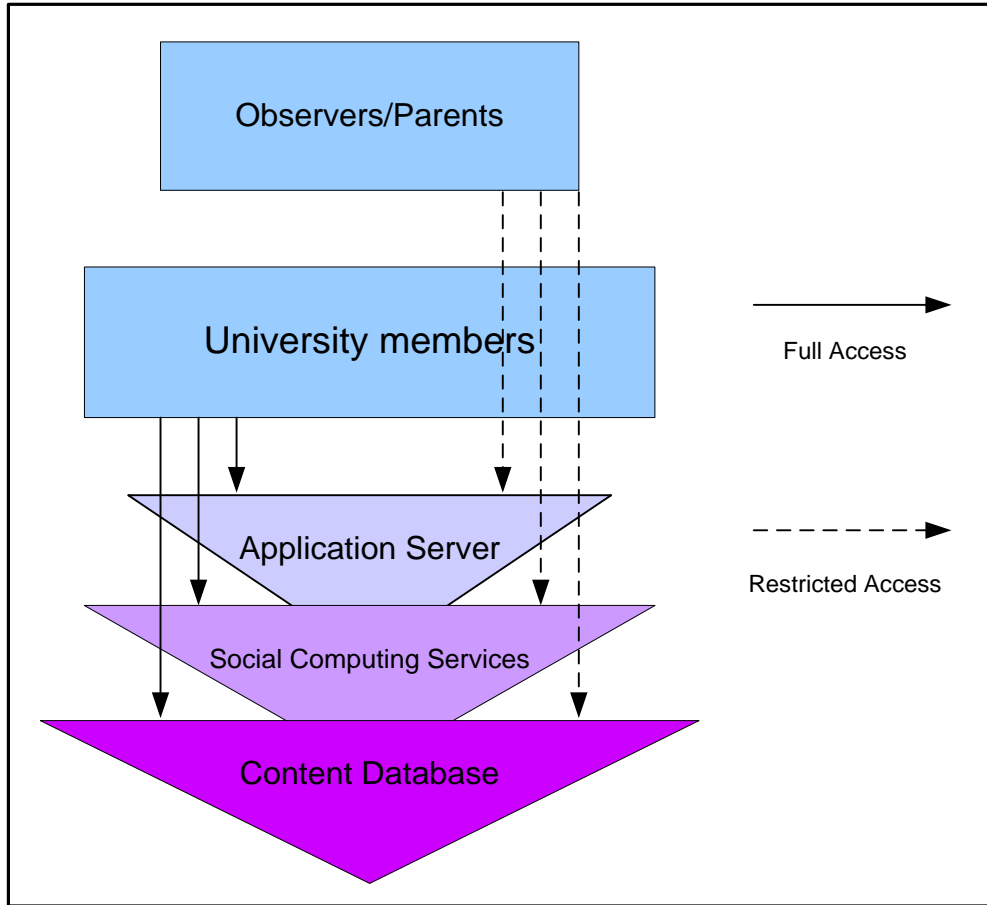 Observers/Parents
University members
Full Access
Application Server
Restricted Access
Social Computing Services
Content Database